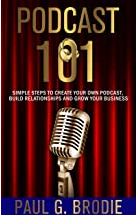 PODCAST
101
SIMPLE STEPS TO CREATE YOUR OWN PODCAST,
BUILD RELATIONSHIPS AND GROW YOUR BUSINESS
PAUL G. BRODIE